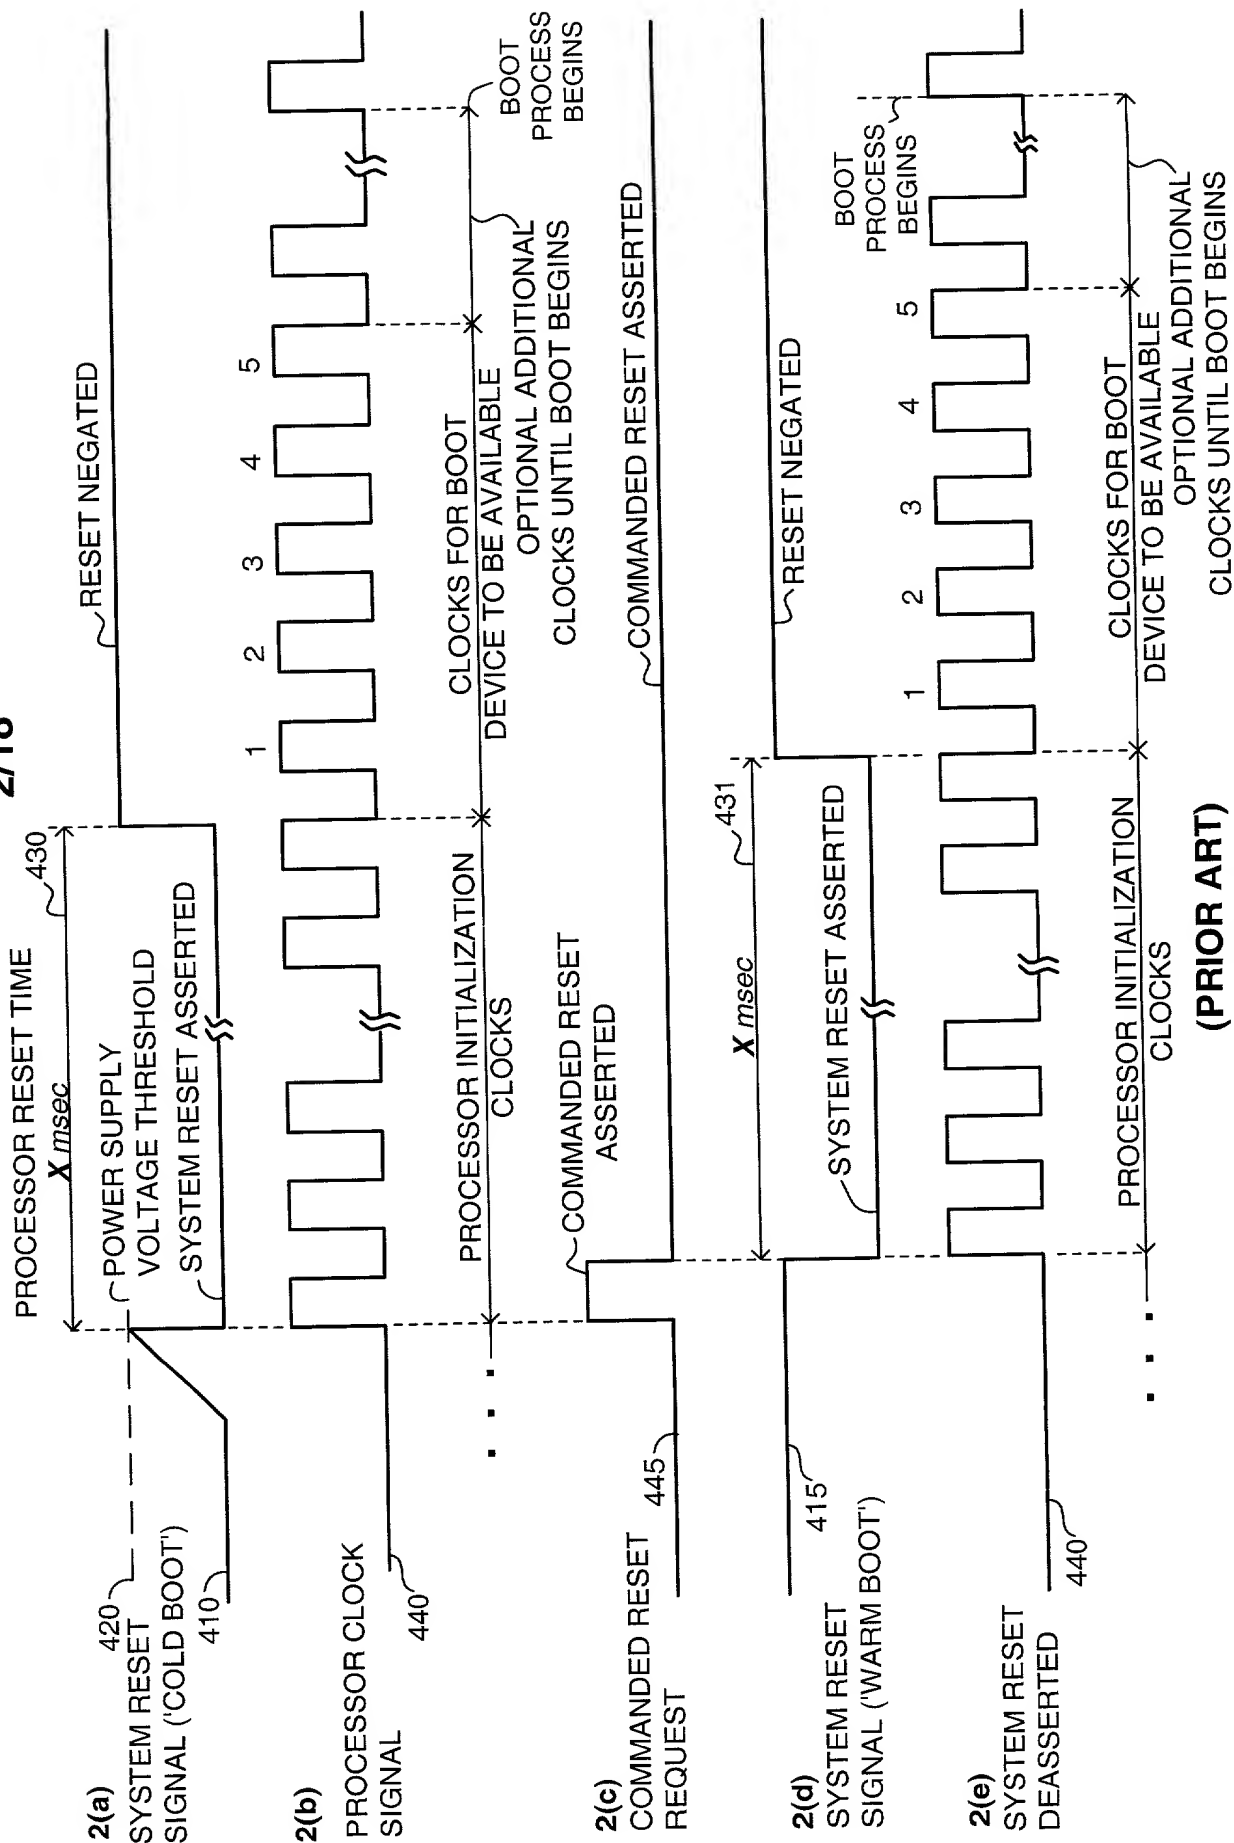 2/18
PROCESSOR RESET TIME
X msec
430
POWER SUPPLY
VOLTAGE THRESHOLD
SYSTEM RESET ASSERTED
RESET NEGATED
420
2(a)
SYSTEM RESET
SIGNAL ('COLD BOOT')
410
2(b)
PROCESSOR CLOCK
SIGNAL
440
1
2
3
4
5
PROCESSOR INITIALIZATION
CLOCKS
CLOCKS FOR BOOT
DEVICE TO BE AVAILABLE
OPTIONAL ADDITIONAL
CLOCKS UNTIL BOOT BEGINS
BOOT
PROCESS
BEGINS
2(c)
COMMANDED RESET
REQUEST
445
COMMANDED RESET
ASSERTED
COMMANDED RESET ASSERTED
2(d)
SYSTEM RESET
SIGNAL ('WARM BOOT')
415
X msec
431
SYSTEM RESET ASSERTED
RESET NEGATED
2(e)
SYSTEM RESET
DEASSERTED
440
1
2
3
4
5
BOOT
PROCESS
BEGINS
PROCESSOR INITIALIZATION
CLOCKS
CLOCKS FOR BOOT
DEVICE TO BE AVAILABLE
OPTIONAL ADDITIONAL
CLOCKS UNTIL BOOT BEGINS
(PRIOR ART)